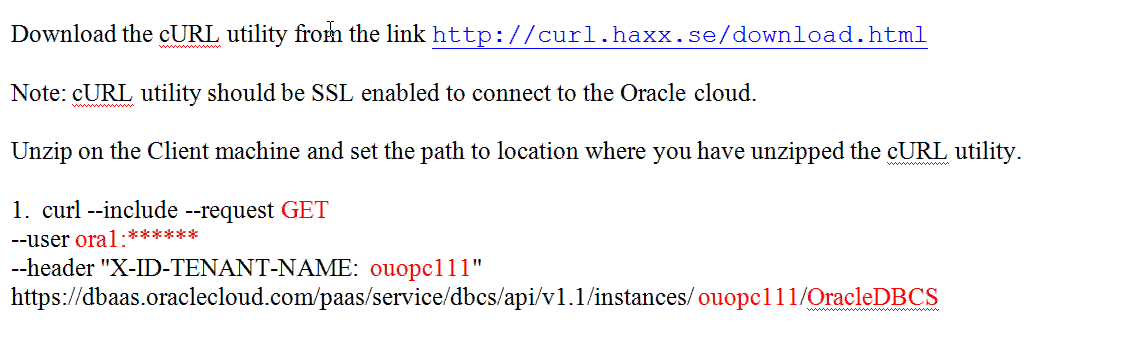 Download the cURL utility from the link http://curl.haxx.se/download.html
Note: cURL utility should be SSL enabled to connect to the Oracle cloud.
Unzip on the Client machine and set the path to location where you have unzipped the cURL utility.
1. curl --include --request GET
--user ora1:******
--header "X-ID-TENANT-NAME: ouopc111"
https://dbaas.oraclecloud.com/paas/service/dbcs/api/v1.1/instances/ ouopc111/OracleDBCS